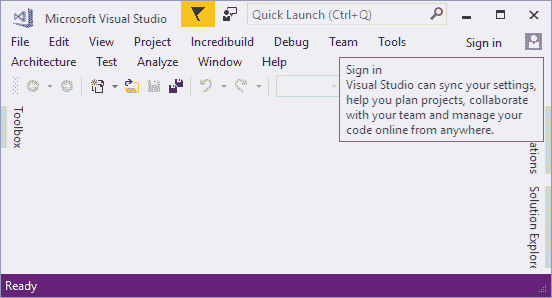 Microsoft Visual Studio
Quick Launch (Ctrl+Q)
File Edit View Project Incredibuild Debug Team Tools Sign in
Architecture Test Analyze Window Help
Sign in
Visual Studio can sync your settings,
help you plan projects, collaborate
with your team and manage your
code online from anywhere.
Toolbox
Solution Explore
Ready